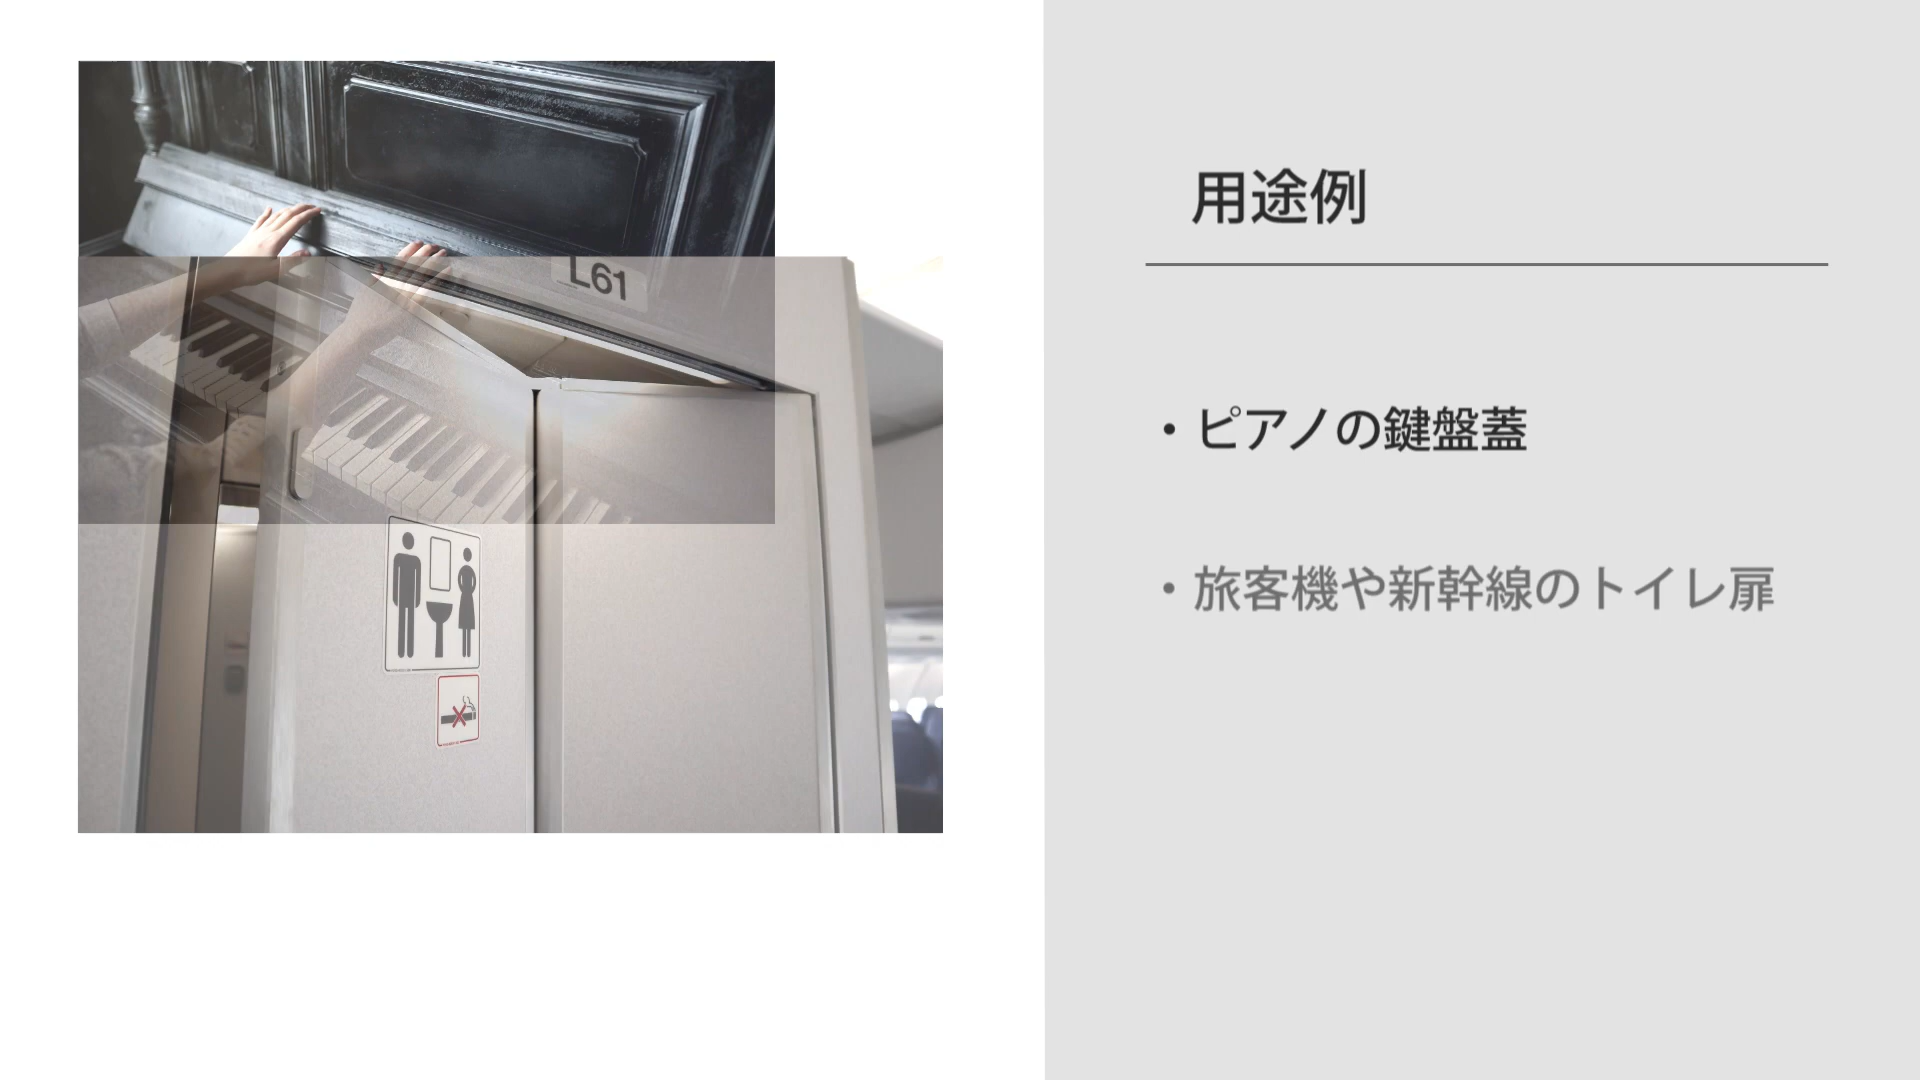 L61
用途例
・ピアノの鍵盤蓋
・旅客機や新幹線のトイレ扉